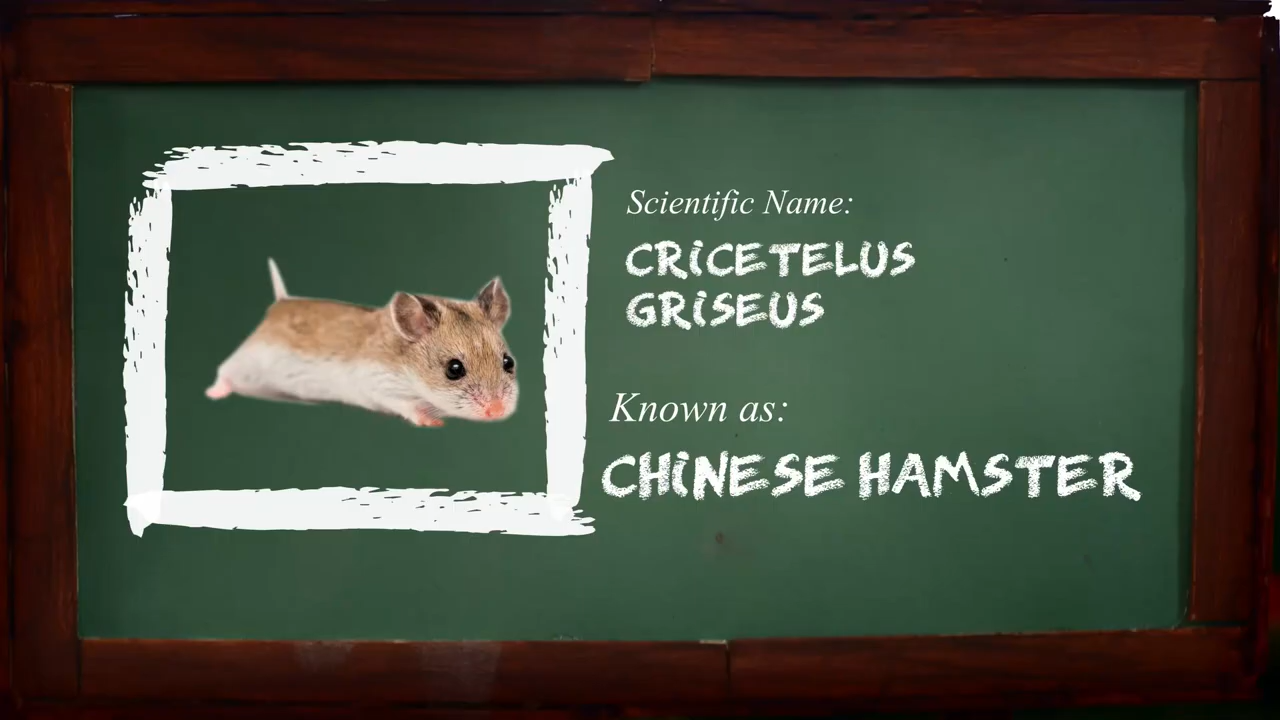 Scientific Name:
CRICETELUS
GRISEUS
Known as:
CHINESE HAMSTER